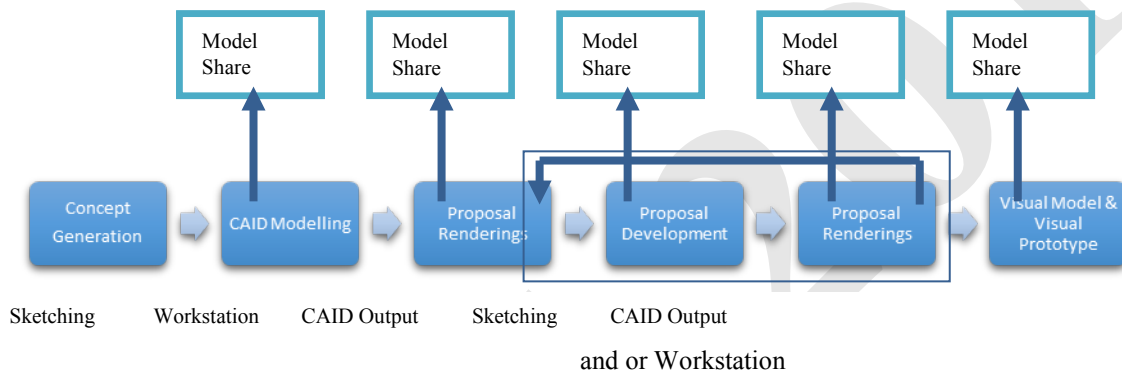 Model
Share
Model
Share
Model
Share
Model
Share
Model
Share
Concept
Generation
CAID Modelling
Proposal
Renderings
Proposal
Development
Proposal
Renderings
Visual Model &
Visual
Prototype
Sketching
Workstation
CAID Output
Sketching
CAID Output
and or Workstation